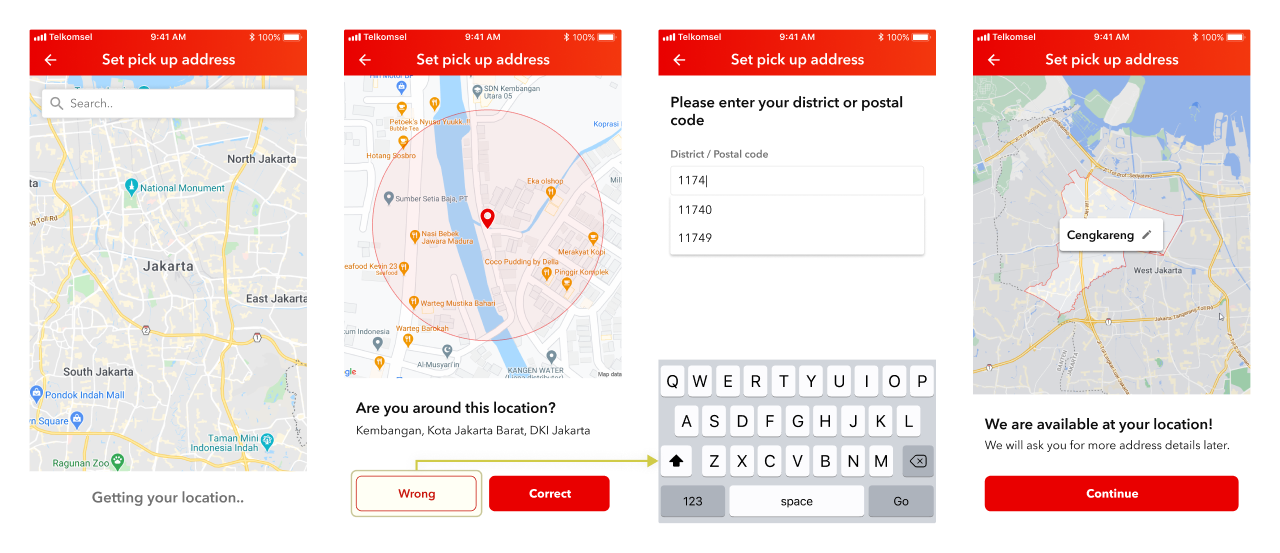 Telkomsel 9:41 AM 100%
Set pick up address
Search..
North Jakarta
National Monument
Jakarta
East Jakarta
South Jakarta
Pondok Indah Mall
n Square
Taman Mini
Indonesia Indah
Ragunan Zoo
Getting your location..
Telkomsel 9:41 AM 100%
Set pick up address
SDN Kembangan
Utara 05
Petoek's Nyusu Yuukk..!!
Bubble Tea
Koprasi
Hotang Sosbro
Eka olshop
Mill
Sumber Setia Baja, PT
Nasi Bebek
Jawara Madura
Merakyat Kopi
eafood Kevin 23
Seafood
Coco Pudding by Della
Pinggir Komplek
Warteg Mustika Bahari
um Indonesia
Warteg Barokah
Al-Musyari'in
KANGEN WATER
gle
Map data
Are you around this location?
Kembangan, Kota Jakarta Barat, DKI Jakarta
Wrong
Correct
Telkomsel 9:41 AM 100%
Set pick up address
Please enter your district or postal
code
District / Postal code
1174
11740
11749
Q W E R T Y U I O P
A S D F G H J K L
Z X C V B N M
123 space Go
Telkomsel 9:41 AM 100%
Set pick up address
Cengkareng
West Jakarta
We are available at your location!
We will ask you for more address details later.
Continue